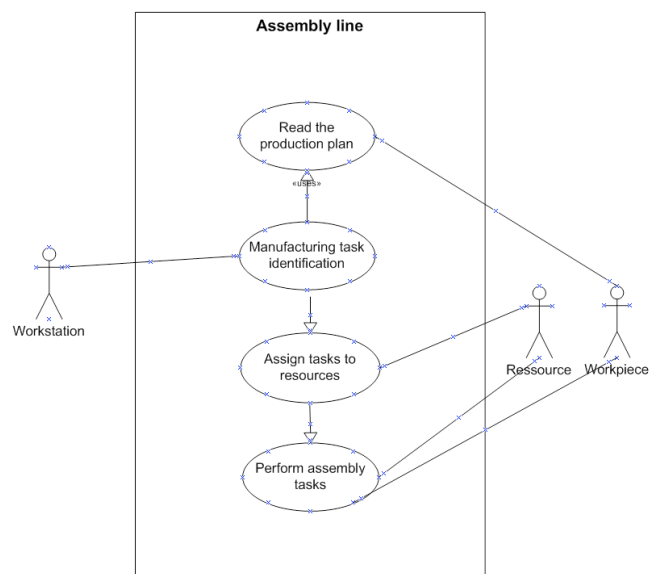 Assembly line
Read the
production plan
«uses»
Manufacturing task
identification
Workstation
Assign tasks to
resources
Ressource
Workpiece
Perform assembly
tasks